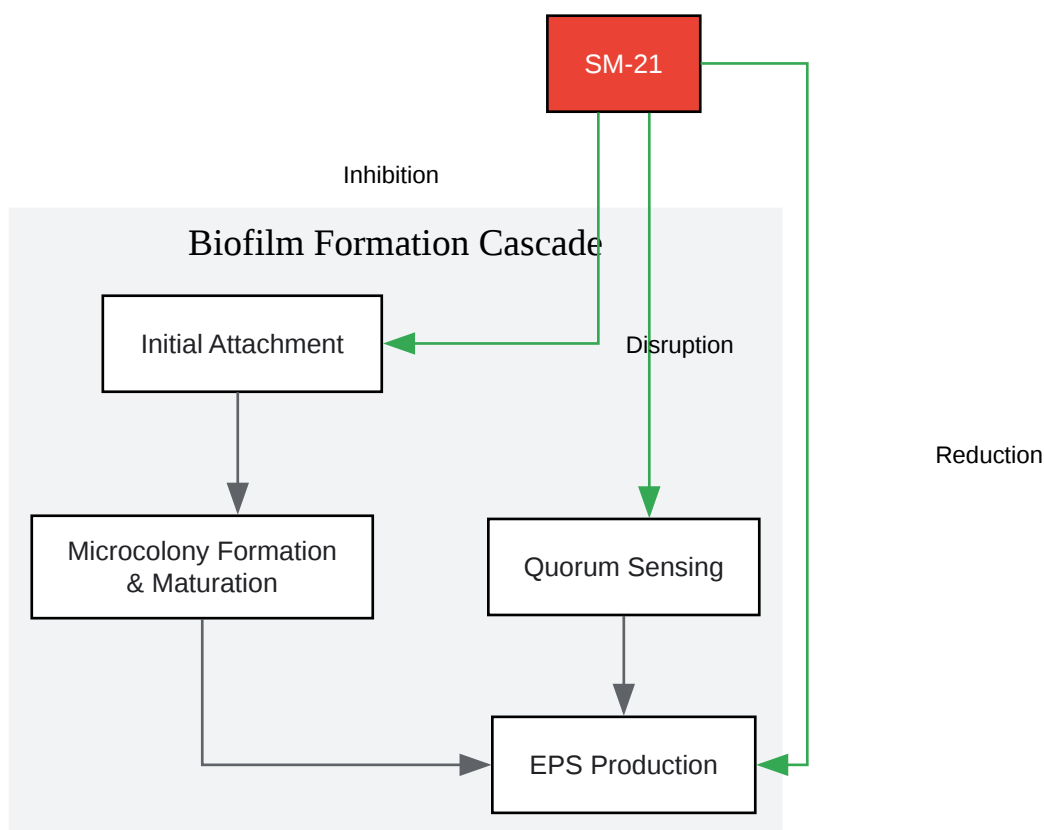 SM-21
Inhibition
Biofilm Formation Cascade
Initial Attachment
Disruption
Reduction
Microcolony Formation
& Maturation
Quorum Sensing
EPS Production